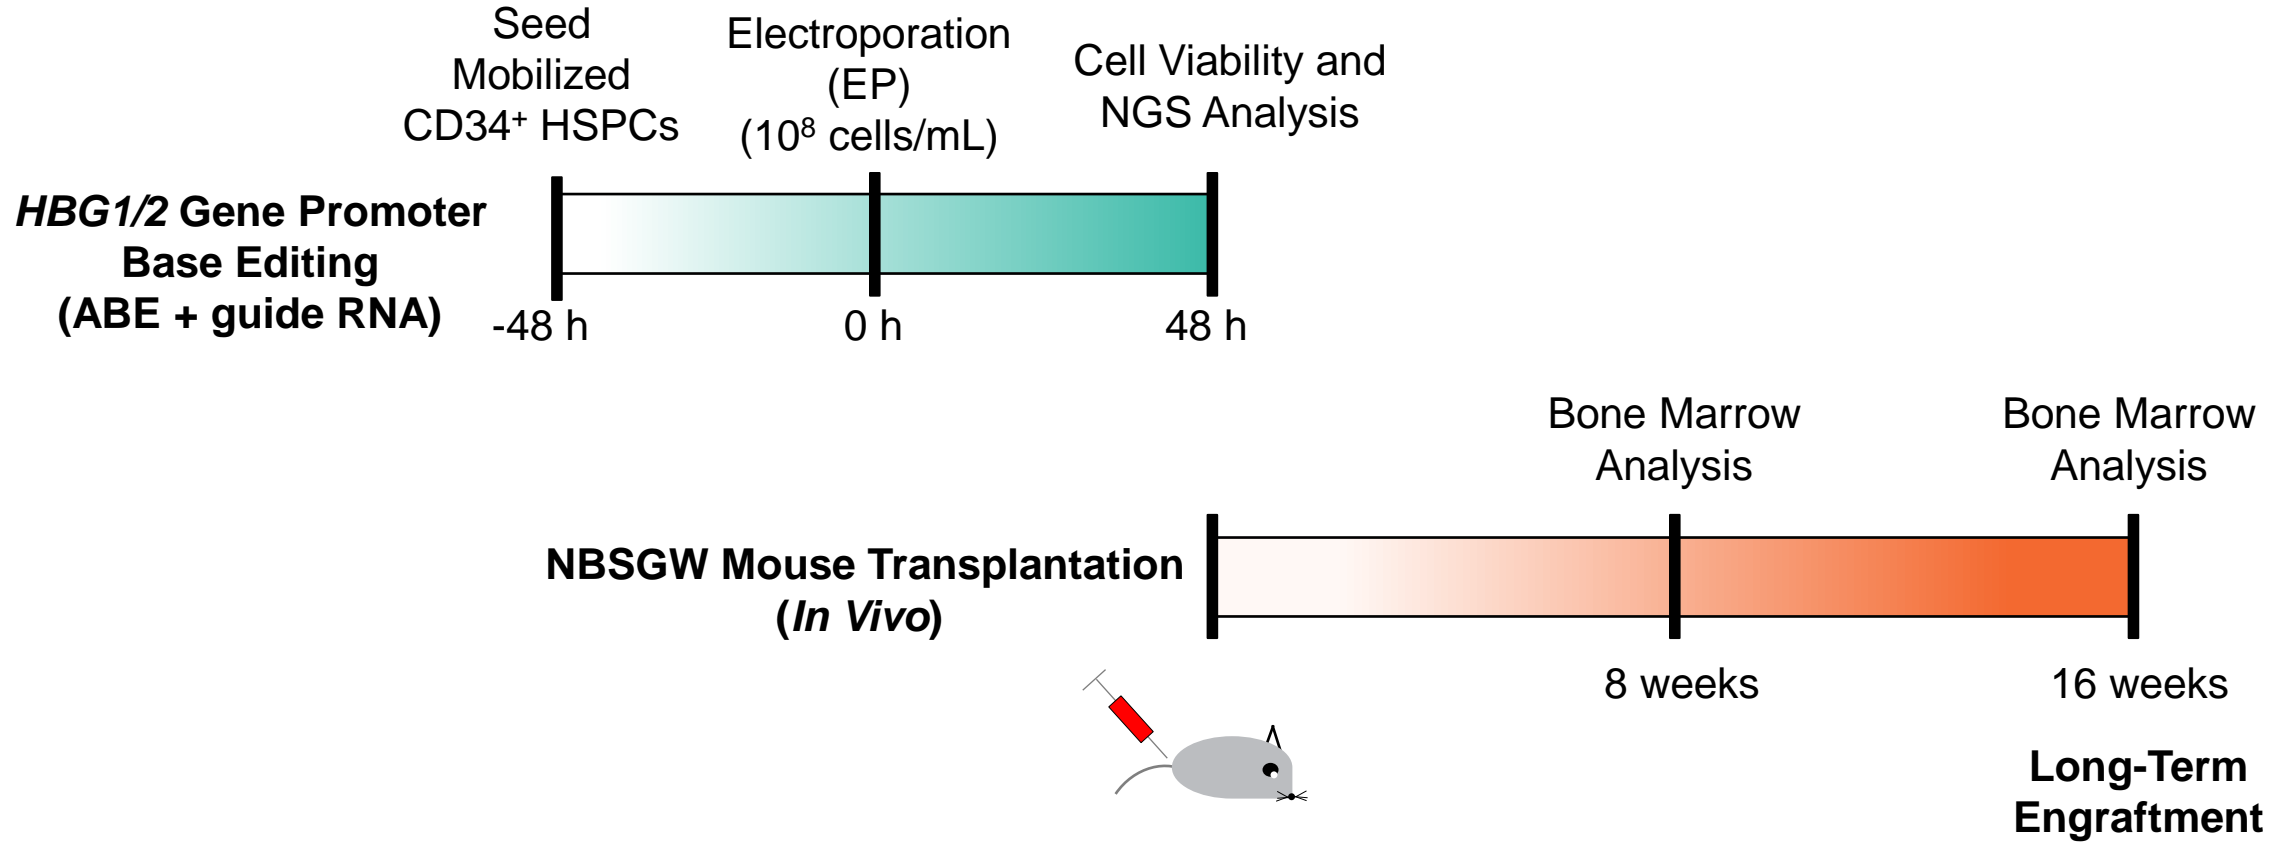 Seed
Mobilized
CD34⁺ HSPCs
Electroporation
(EP)
(10⁸ cells/mL)
Cell Viability and
NGS Analysis
HBG1/2 Gene Promoter
Base Editing
(ABE + guide RNA)
-48 h
0 h
48 h
Bone Marrow
Analysis
Bone Marrow
Analysis
NBSGW Mouse Transplantation
(In Vivo)
8 weeks
16 weeks
Long-Term
Engraftment